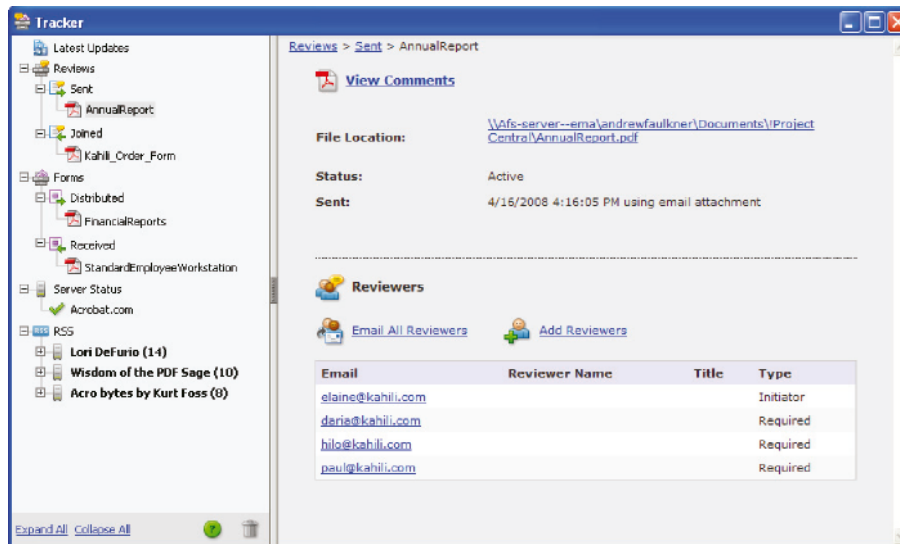 Tracker
Latest Updates
Reviews
Sent
AnnualReport
Joined
Kahili_Order_Form
Forms
Distributed
FinancialReports
Received
StandardEmployeeWorkstation
Server Status
Acrobat.com
RSS
Lori DeFurio (14)
Wisdom of the PDF Sage (10)
Acro bytes by Kurt Foss (8)
Expand All Collapse All
Reviews > Sent > AnnualReport
View Comments
File Location: \\Afs-server--ema\andrewfaulkner\Documents\!Project
Central\AnnualReport.pdf
Status: Active
Sent: 4/16/2008 4:16:05 PM using email attachment
Reviewers
Email All Reviewers Add Reviewers
Email Reviewer Name Title Type
elaine@kahili.com Initiator
daria@kahili.com Required
hilo@kahili.com Required
paul@kahili.com Required